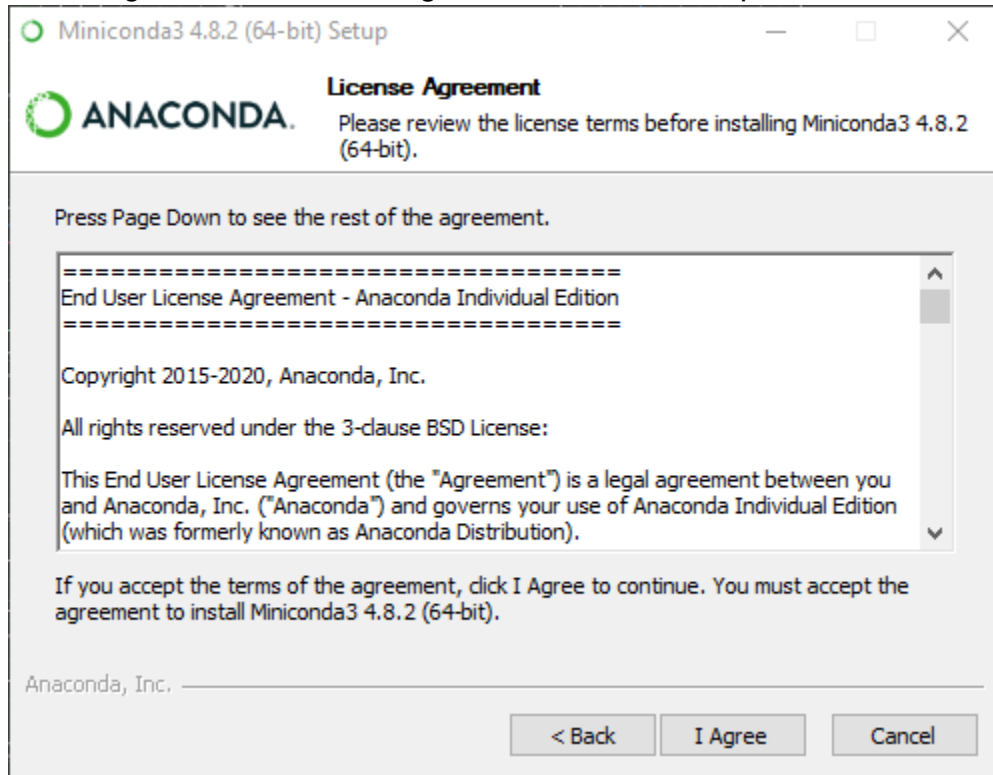 Miniconda3 4.8.2 (64-bit) Setup
ANACONDA.
License Agreement
Please review the license terms before installing Miniconda3 4.8.2
(64-bit).
Press Page Down to see the rest of the agreement.
===================================
End User License Agreement - Anaconda Individual Edition
===================================
Copyright 2015-2020, Anaconda, Inc.
All rights reserved under the 3-clause BSD License:
This End User License Agreement (the "Agreement") is a legal agreement between you
and Anaconda, Inc. ("Anaconda") and governs your use of Anaconda Individual Edition
(which was formerly known as Anaconda Distribution).
If you accept the terms of the agreement, click I Agree to continue. You must accept the
agreement to install Miniconda3 4.8.2 (64-bit).
Anaconda, Inc.
< Back
I Agree
Cancel